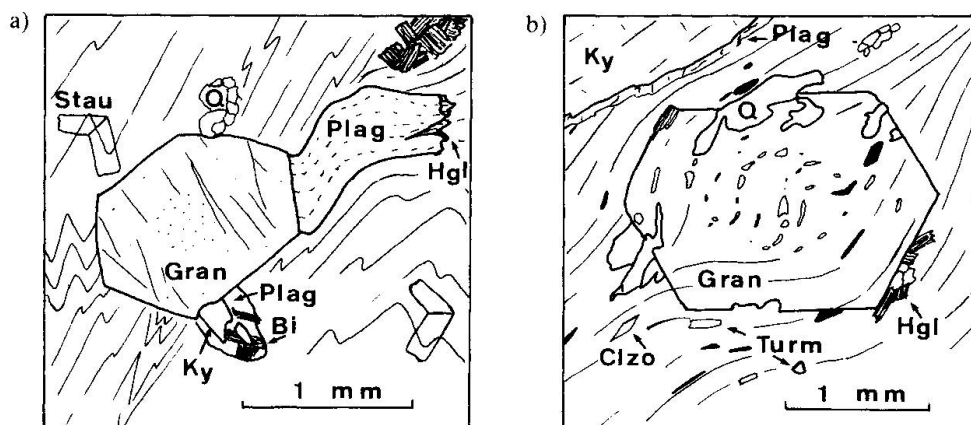 a)
Q
Stau
Plag
Hgl
Gran
Plag
Bi
Ky
1 mm
b)
Plag
Ky
Q
Gran
Hgl
Clzo
Turm
1 mm